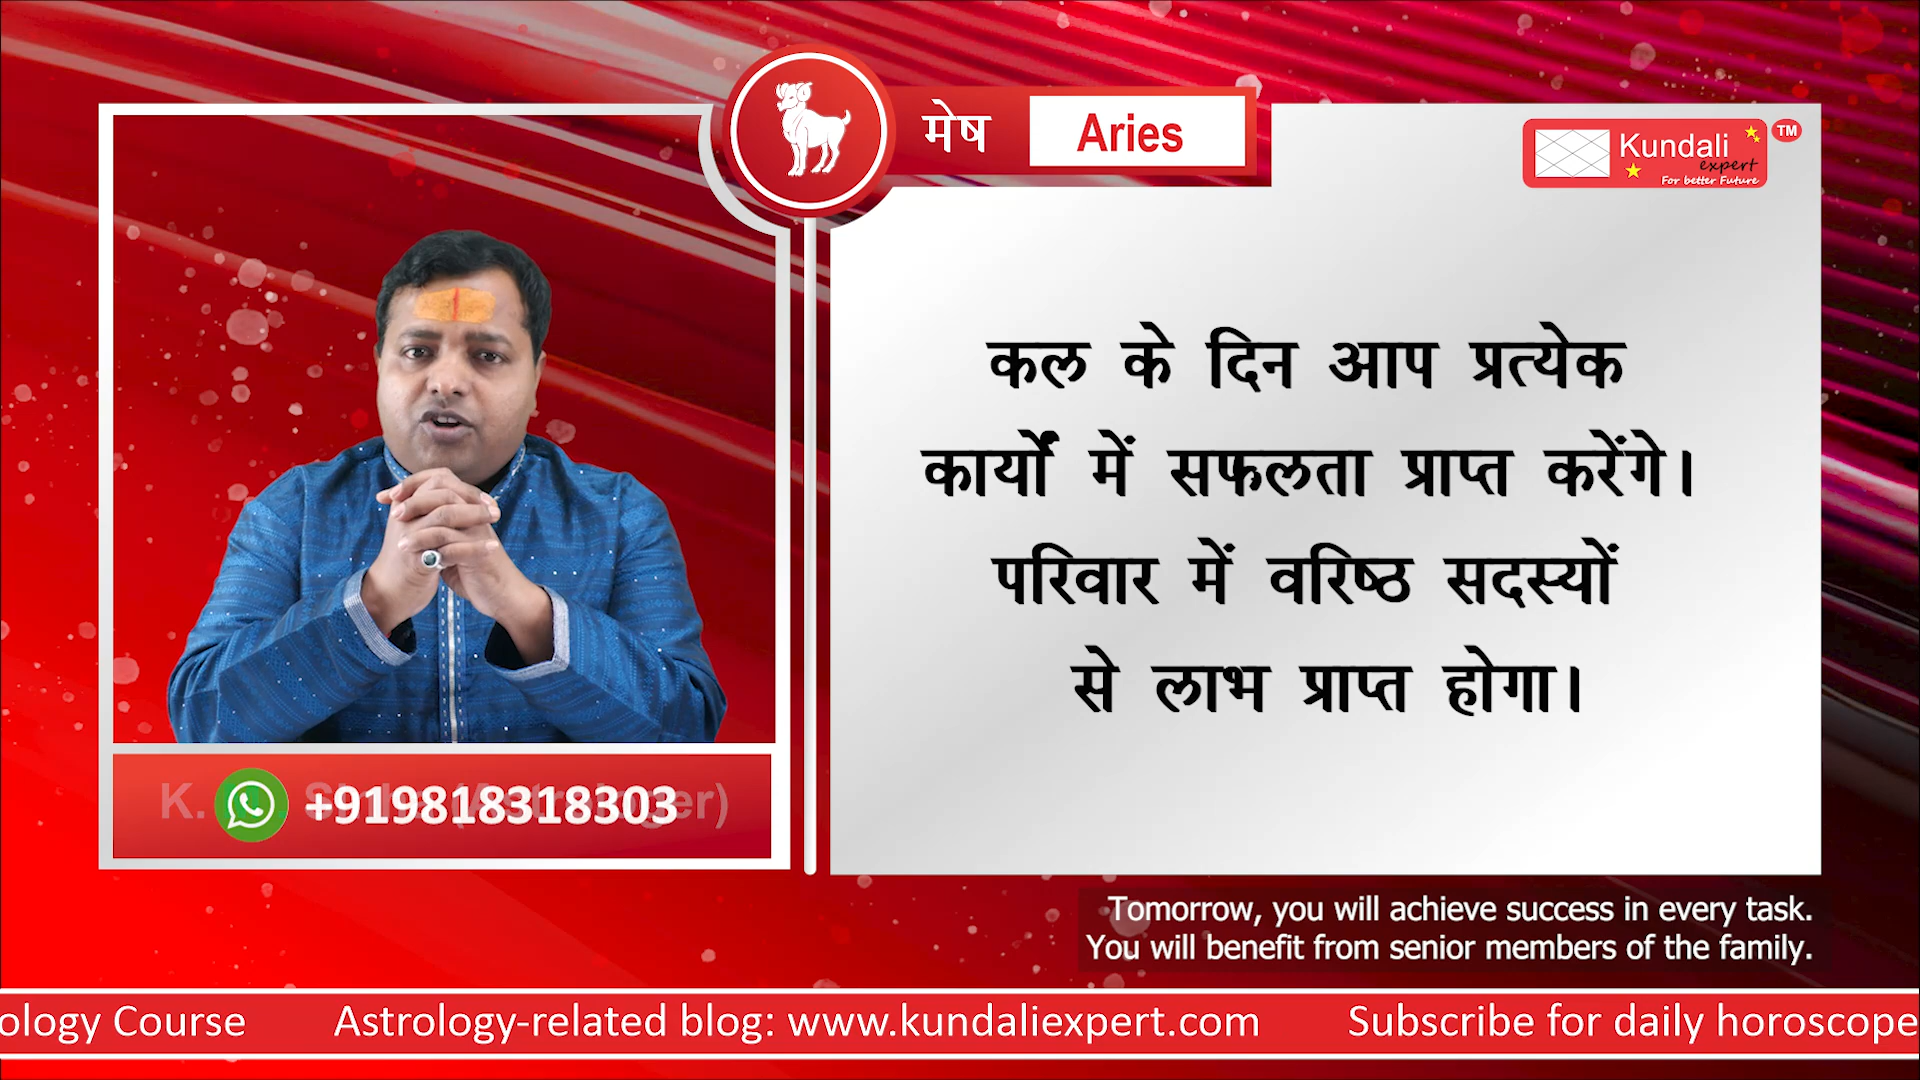 मेष Aries
Kundali TM
expert
For better Future
कल के दिन आप प्रत्येक
कार्यों में सफलता प्राप्त करेंगे।
परिवार में वरिष्ठ सदस्यों
से लाभ प्राप्त होगा।
K. +919818318303
Tomorrow, you will achieve success in every task.
You will benefit from senior members of the family.
ology Course Astrology-related blog: www.kundaliexpert.com Subscribe for daily horoscope